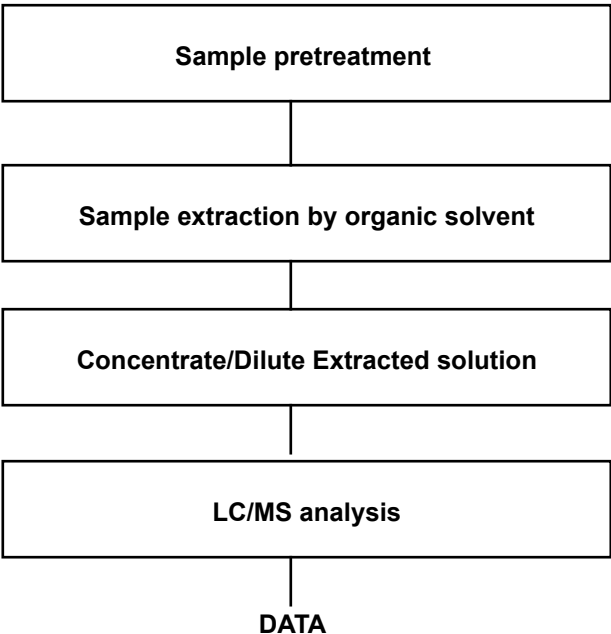 Sample pretreatment
Sample extraction by organic solvent
Concentrate/Dilute Extracted solution
LC/MS analysis
DATA